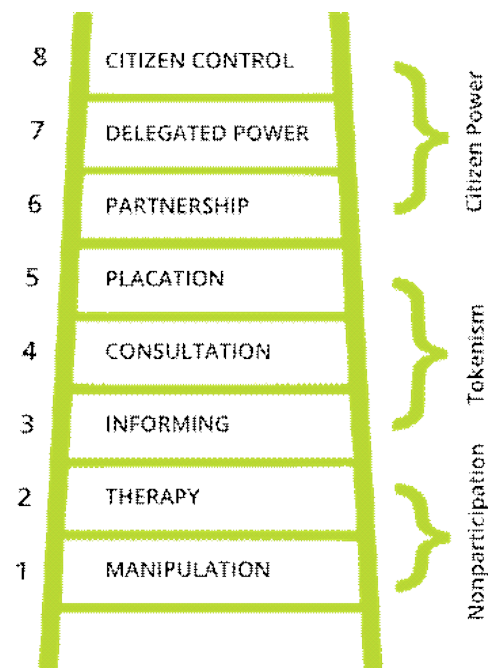 8 CITIZEN CONTROL
7 DELEGATED POWER
6 PARTNERSHIP
Citizen Power
5 PLACATION
4 CONSULTATION
3 INFORMING
Tokenism
2 THERAPY
1 MANIPULATION
Nonparticipation